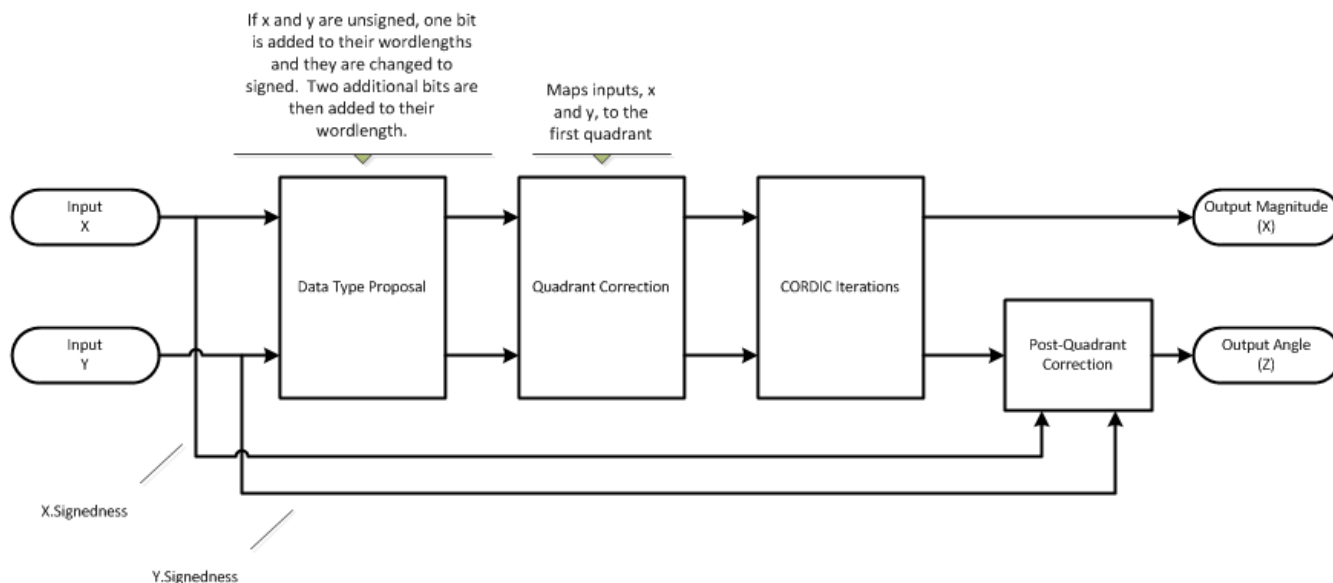 If x and y are unsigned, one bit
is added to their wordlengths
and they are changed to
signed.  Two additional bits are
then added to their
wordlength.
Maps inputs, x
and y, to the
first quadrant
Input
X
Data Type Proposal
Quadrant Correction
CORDIC Iterations
Output Magnitude
(X)
Input
Y
Post-Quadrant
Correction
Output Angle
(Z)
X.Signedness
Y.Signedness